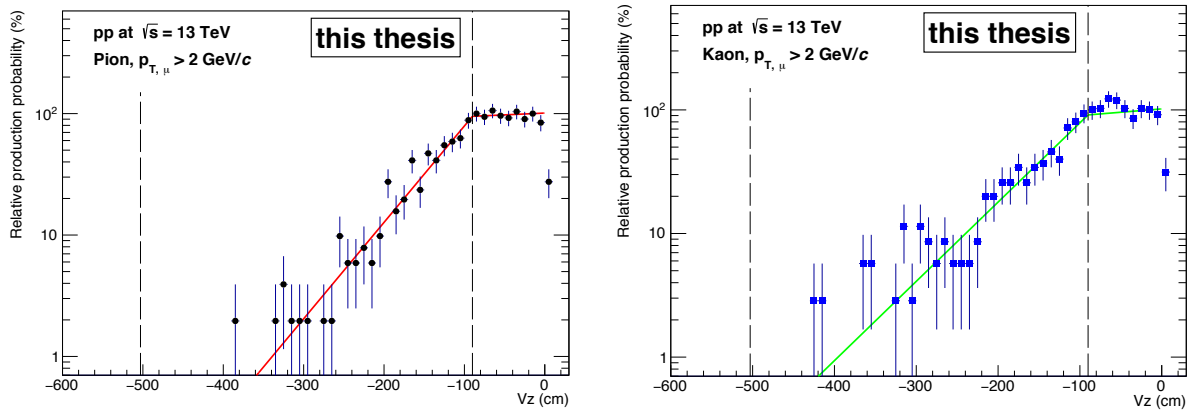 pp at √s = 13 TeV
Pion, p_T, μ > 2 GeV/c
this thesis
Relative production probability (%)
10²
10
1
−600 −500 −400 −300 −200 −100 0
Vz (cm)
pp at √s = 13 TeV
Kaon, p_T, μ > 2 GeV/c
this thesis
Relative production probability (%)
10²
10
1
−600 −500 −400 −300 −200 −100 0
Vz (cm)